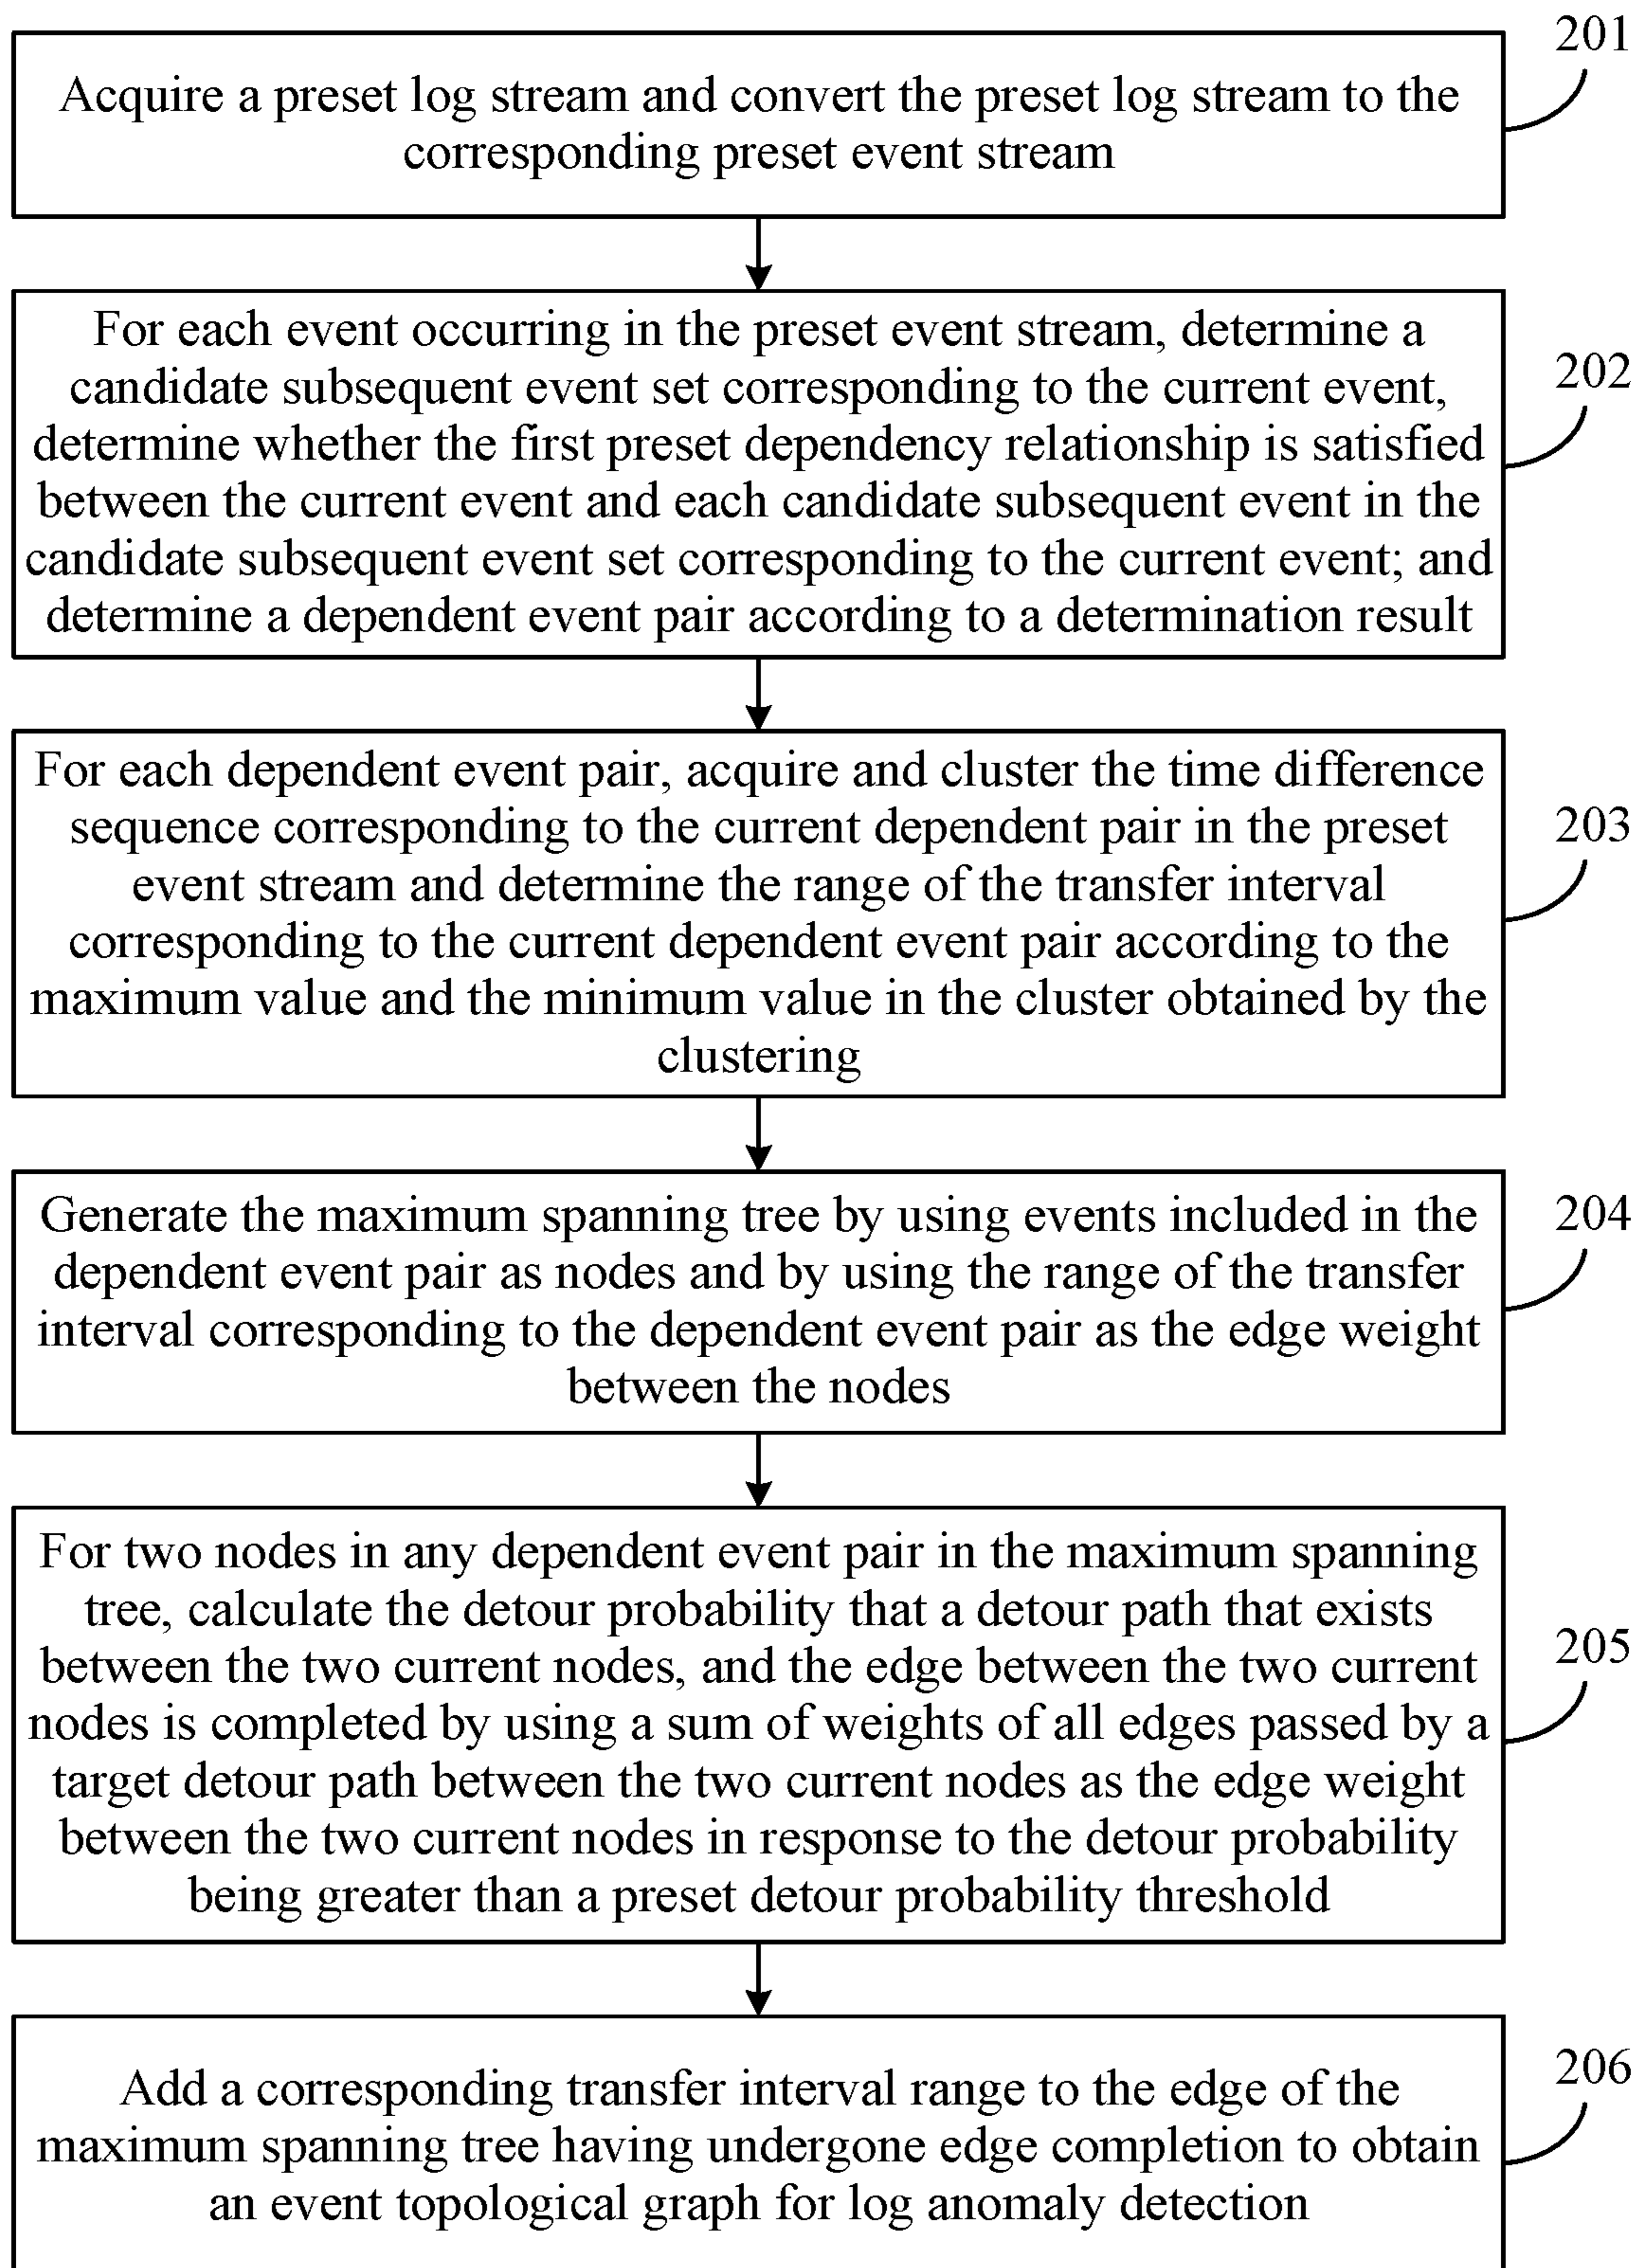 201
Acquire a preset log stream and convert the preset log stream to the
corresponding preset event stream
202
For each event occurring in the preset event stream, determine a
candidate subsequent event set corresponding to the current event,
determine whether the first preset dependency relationship is satisfied
between the current event and each candidate subsequent event in the
candidate subsequent event set corresponding to the current event; and
determine a dependent event pair according to a determination result
203
For each dependent event pair, acquire and cluster the time difference
sequence corresponding to the current dependent pair in the preset
event stream and determine the range of the transfer interval
corresponding to the current dependent event pair according to the
maximum value and the minimum value in the cluster obtained by the
clustering
204
Generate the maximum spanning tree by using events included in the
dependent event pair as nodes and by using the range of the transfer
interval corresponding to the dependent event pair as the edge weight
between the nodes
205
For two nodes in any dependent event pair in the maximum spanning
tree, calculate the detour probability that a detour path that exists
between the two current nodes, and the edge between the two current
nodes is completed by using a sum of weights of all edges passed by a
target detour path between the two current nodes as the edge weight
between the two current nodes in response to the detour probability
being greater than a preset detour probability threshold
206
Add a corresponding transfer interval range to the edge of the
maximum spanning tree having undergone edge completion to obtain
an event topological graph for log anomaly detection